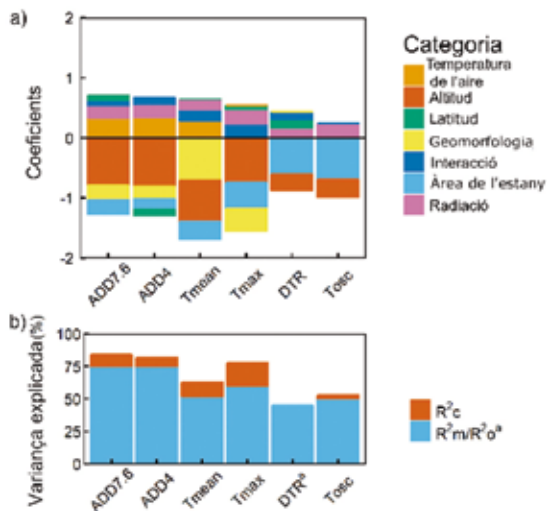 a)
2
1
0
-1
-2
Coeficients
ADD7.6
ADD4
Tmean
Tmax
DTR
Tosc
Categoria
Temperatura
de l'aire
Altitud
Latitud
Geomorfologia
Interacció
Àrea de l'estany
Radiació
b)
100
75
50
25
0
Variança explicada(%)
ADD7.6
ADD4
Tmean
Tmax
DTRª
Tosc
R²c
R²m/R²oª